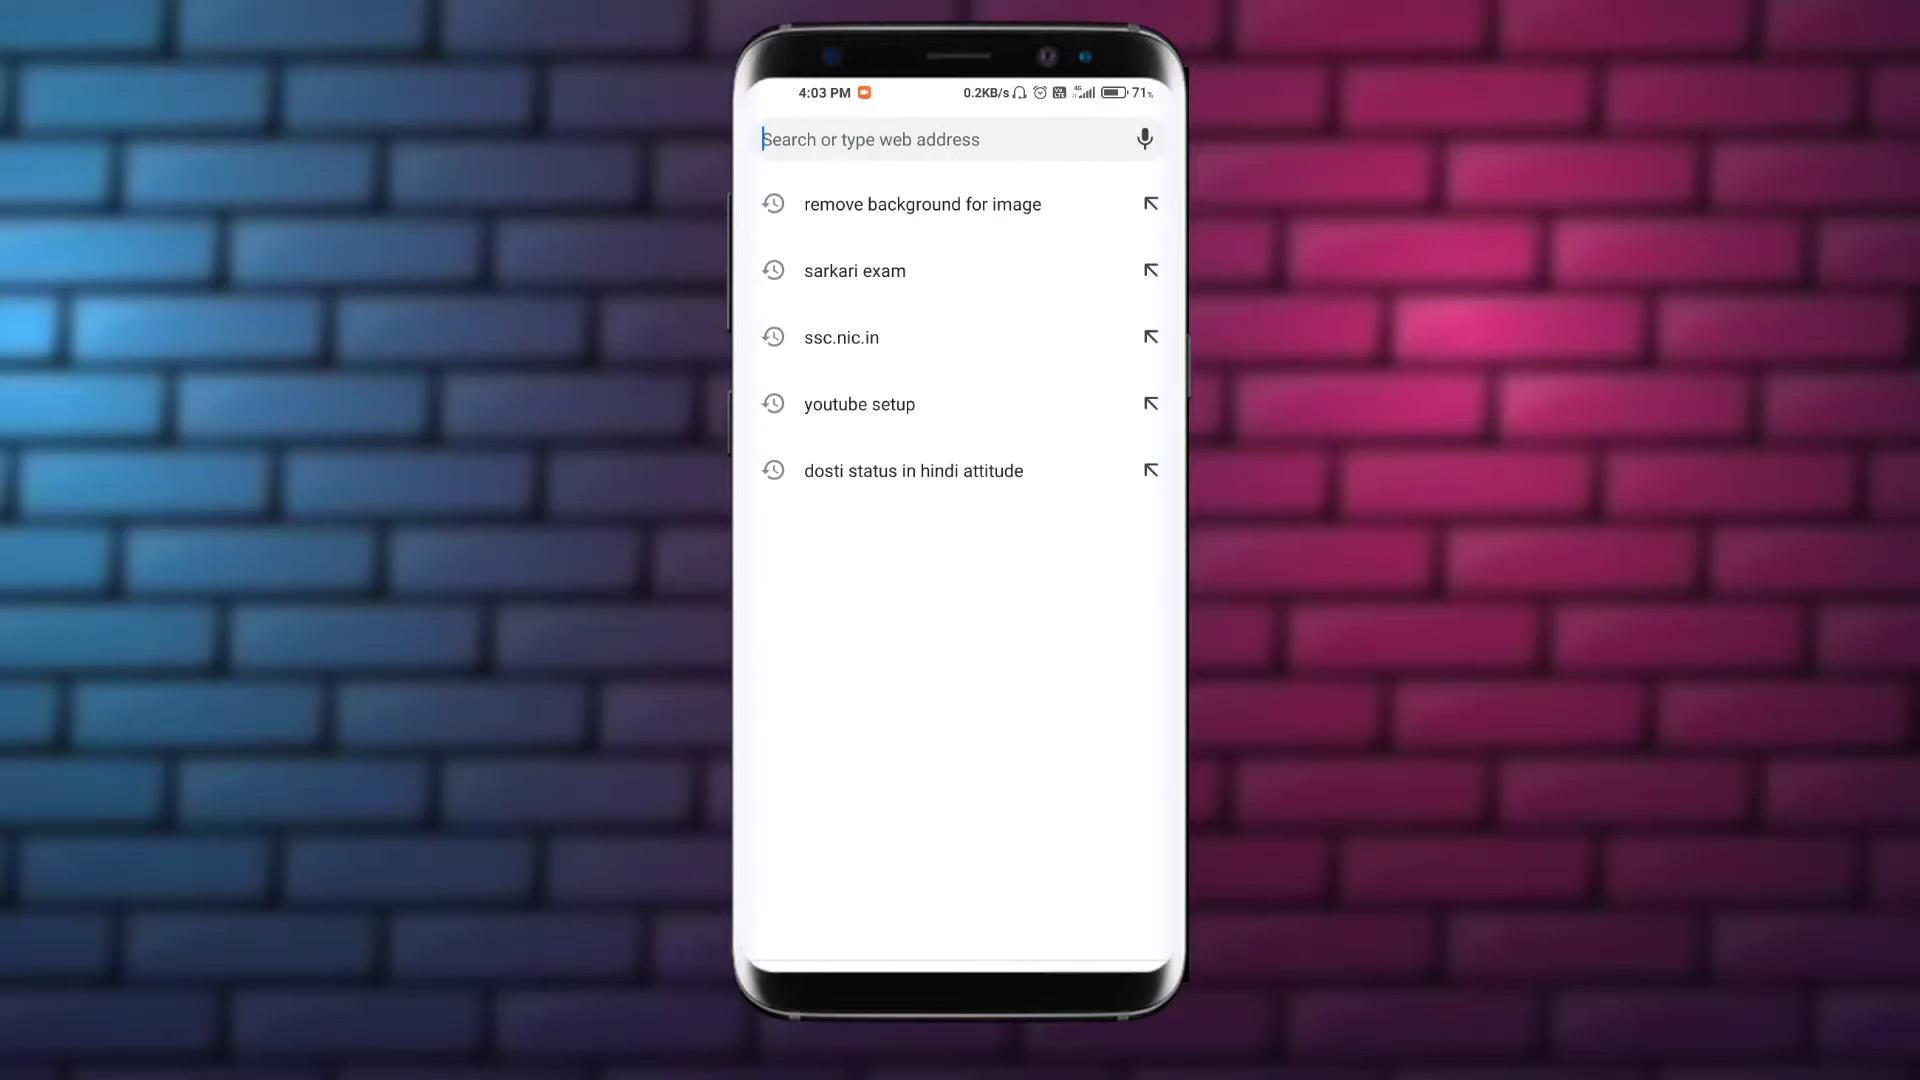 4:03 PM 0.2KB/s 4G 71%
Search or type web address
remove background for image
sarkari exam
ssc.nic.in
youtube setup
dosti status in hindi attitude